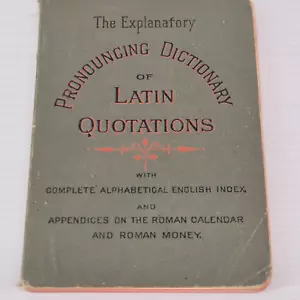 The Explanatory
Pronouncing Dictionary
OF
LATIN
QUOTATIONS
WITH
COMPLETE ALPHABETICAL ENGLISH INDEX,
AND
APPENDICES ON THE ROMAN CALENDAR
AND ROMAN MONEY.